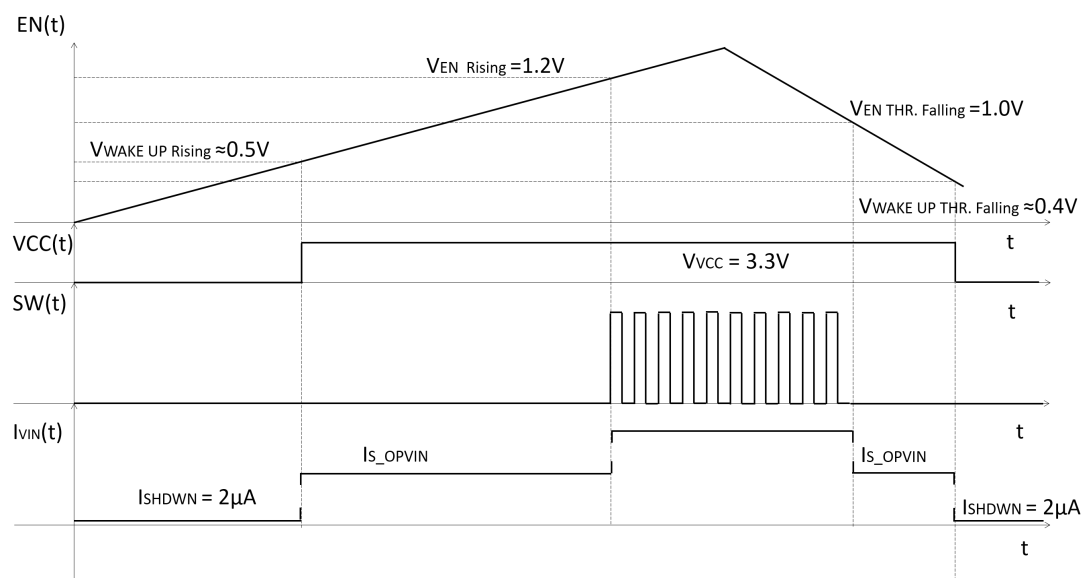 EN(t)
VEN Rising =1.2V
VEN THR. Falling =1.0V
VWAKE UP Rising ≈0.5V
VWAKE UP THR. Falling ≈0.4V
VCC(t)
t
VVCC = 3.3V
SW(t)
t
IVIN(t)
t
IS_OPVIN
IS_OPVIN
ISHDWN = 2μA
ISHDWN = 2μA
t